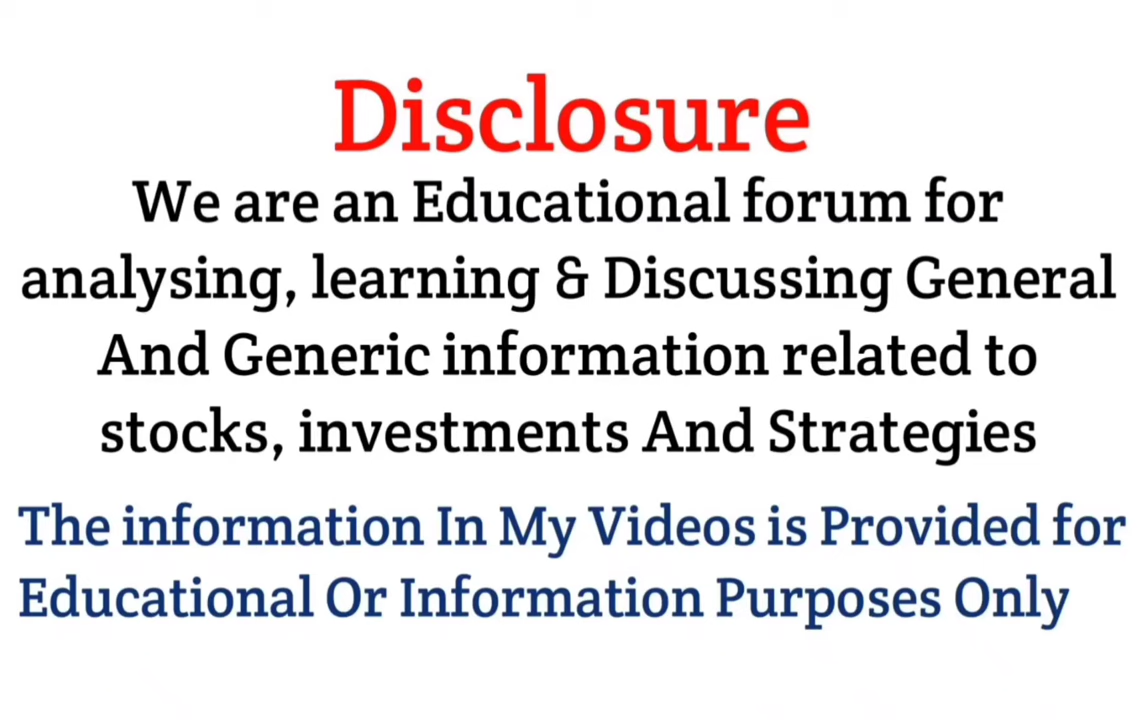 Disclosure
We are an Educational forum for
analysing, learning & Discussing General
And Generic information related to
stocks, investments And Strategies
The information In My Videos is Provided for
Educational Or Information Purposes Only